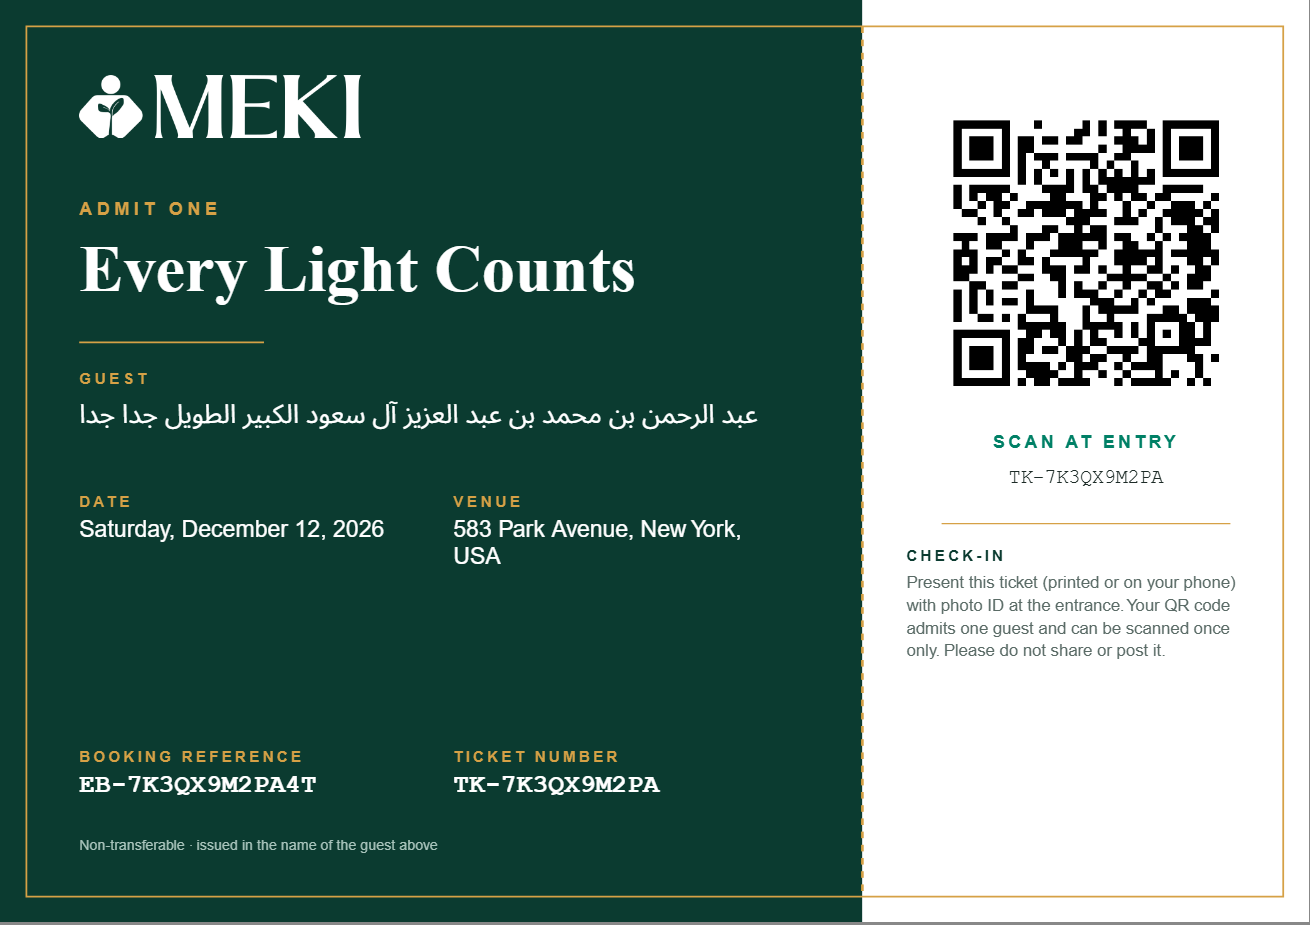 MEKI
ADMIT ONE
Every Light Counts
GUEST
عبد الرحمن بن محمد بن عبد العزيز آل سعود الكبير الطويل جدا جدا
DATE
Saturday, December 12, 2026
VENUE
583 Park Avenue, New York,
USA
BOOKING REFERENCE
EB-7K3QX9M2PA4T
TICKET NUMBER
TK-7K3QX9M2PA
Non-transferable · issued in the name of the guest above
SCAN AT ENTRY
TK-7K3QX9M2PA
CHECK-IN
Present this ticket (printed or on your phone)
with photo ID at the entrance. Your QR code
admits one guest and can be scanned once
only. Please do not share or post it.